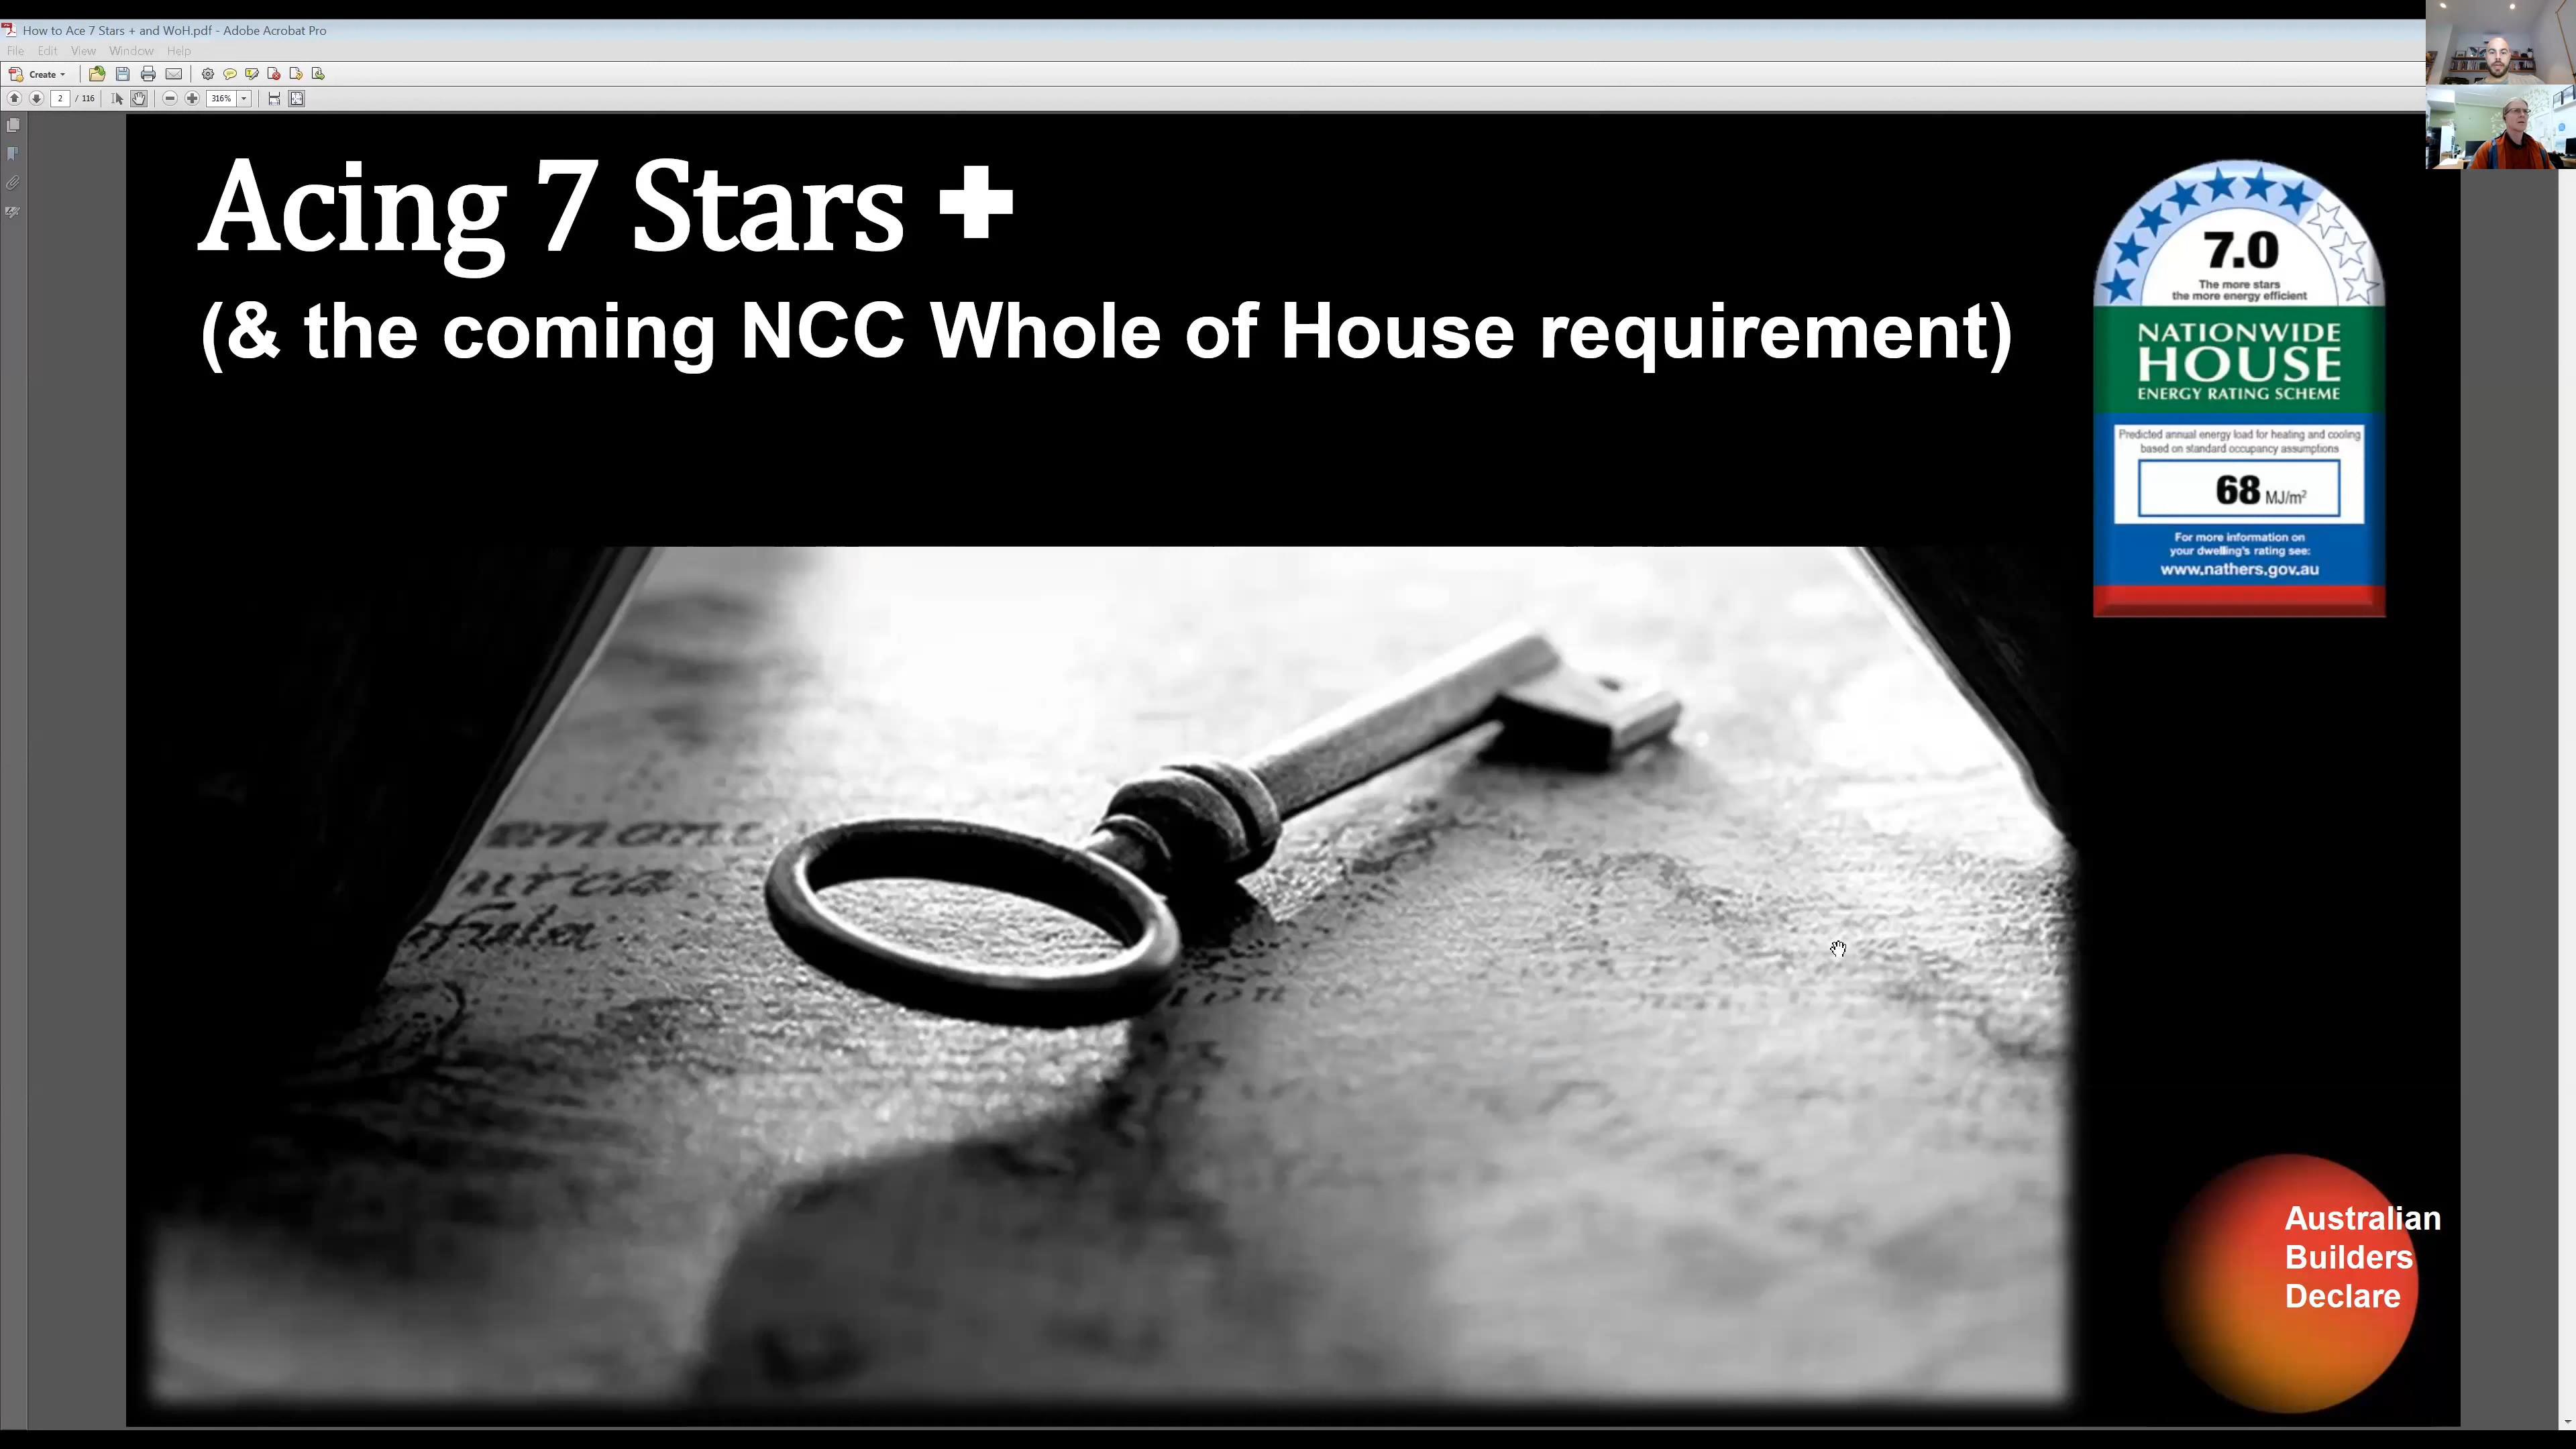 How to Ace 7 Stars + and WoH.pdf - Adobe Acrobat Pro
File Edit View Window Help
Create
2 / 116 316%
Acing 7 Stars +
(& the coming NCC Whole of House requirement)
7.0
The more stars
the more energy efficient
NATIONWIDE
HOUSE
ENERGY RATING SCHEME
Predicted annual energy load for heating and cooling
based on standard occupancy assumptions
68 MJ/m²
For more information on
your dwelling's rating see:
www.nathers.gov.au
Australian
Builders
Declare